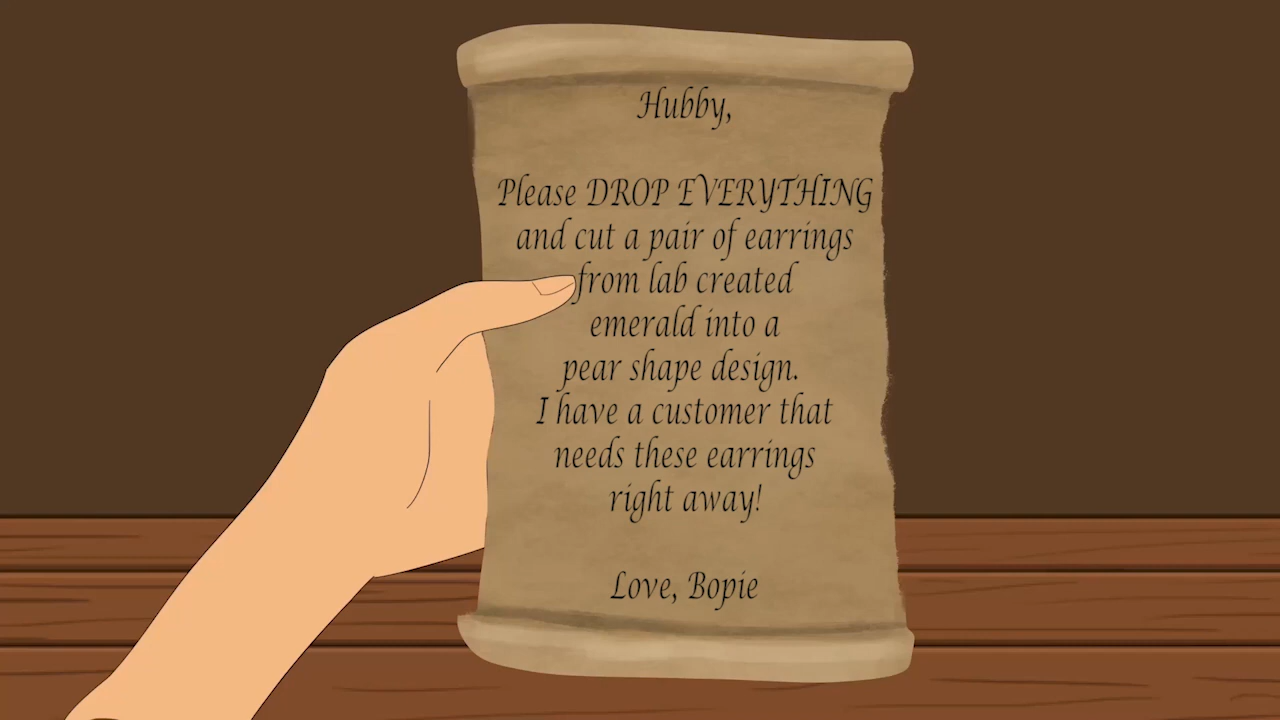 Hubby,
Please DROP EVERYTHING
and cut a pair of earrings
from lab created
emerald into a
pear shape design.
I have a customer that
needs these earrings
right away!
Love, Bopie